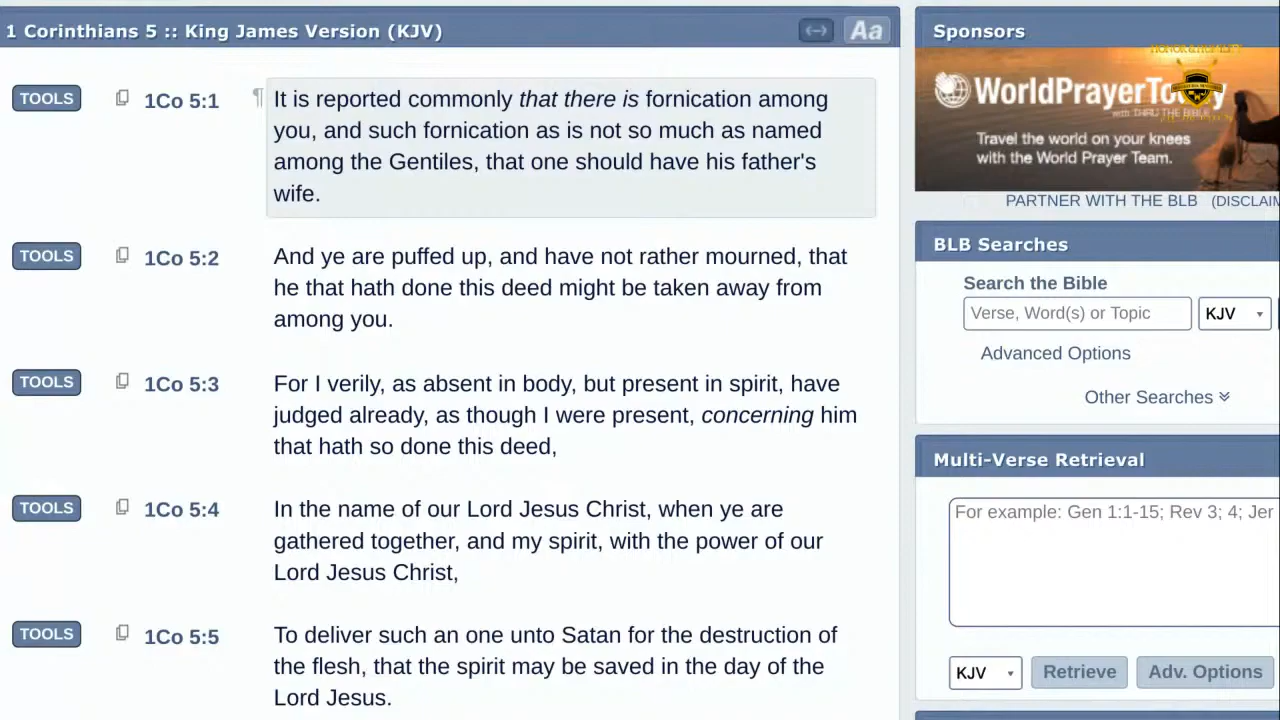 1 Corinthians 5 :: King James Version (KJV)
Aa
TOOLS
1Co 5:1
¶
It is reported commonly that there is fornication among
you, and such fornication as is not so much as named
among the Gentiles, that one should have his father's
wife.
TOOLS
1Co 5:2
And ye are puffed up, and have not rather mourned, that
he that hath done this deed might be taken away from
among you.
TOOLS
1Co 5:3
For I verily, as absent in body, but present in spirit, have
judged already, as though I were present, concerning him
that hath so done this deed,
TOOLS
1Co 5:4
In the name of our Lord Jesus Christ, when ye are
gathered together, and my spirit, with the power of our
Lord Jesus Christ,
TOOLS
1Co 5:5
To deliver such an one unto Satan for the destruction of
the flesh, that the spirit may be saved in the day of the
Lord Jesus.
Sponsors
WorldPrayerToday
with THRU THE BIBLE
Travel the world on your knees
with the World Prayer Team.
PARTNER WITH THE BLB (DISCLAIM
BLB Searches
Search the Bible
Verse, Word(s) or Topic
KJV
Advanced Options
Other Searches
Multi-Verse Retrieval
For example: Gen 1:1-15; Rev 3; 4; Jer
KJV
Retrieve
Adv. Options